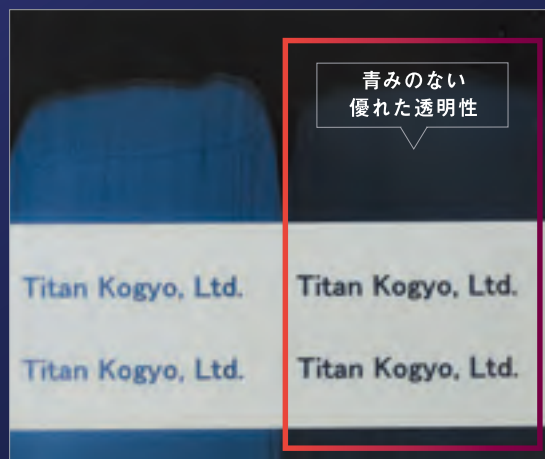 青みのない
優れた透明性
Titan Kogyo, Ltd.
Titan Kogyo, Ltd.
Titan Kogyo, Ltd.
Titan Kogyo, Ltd.